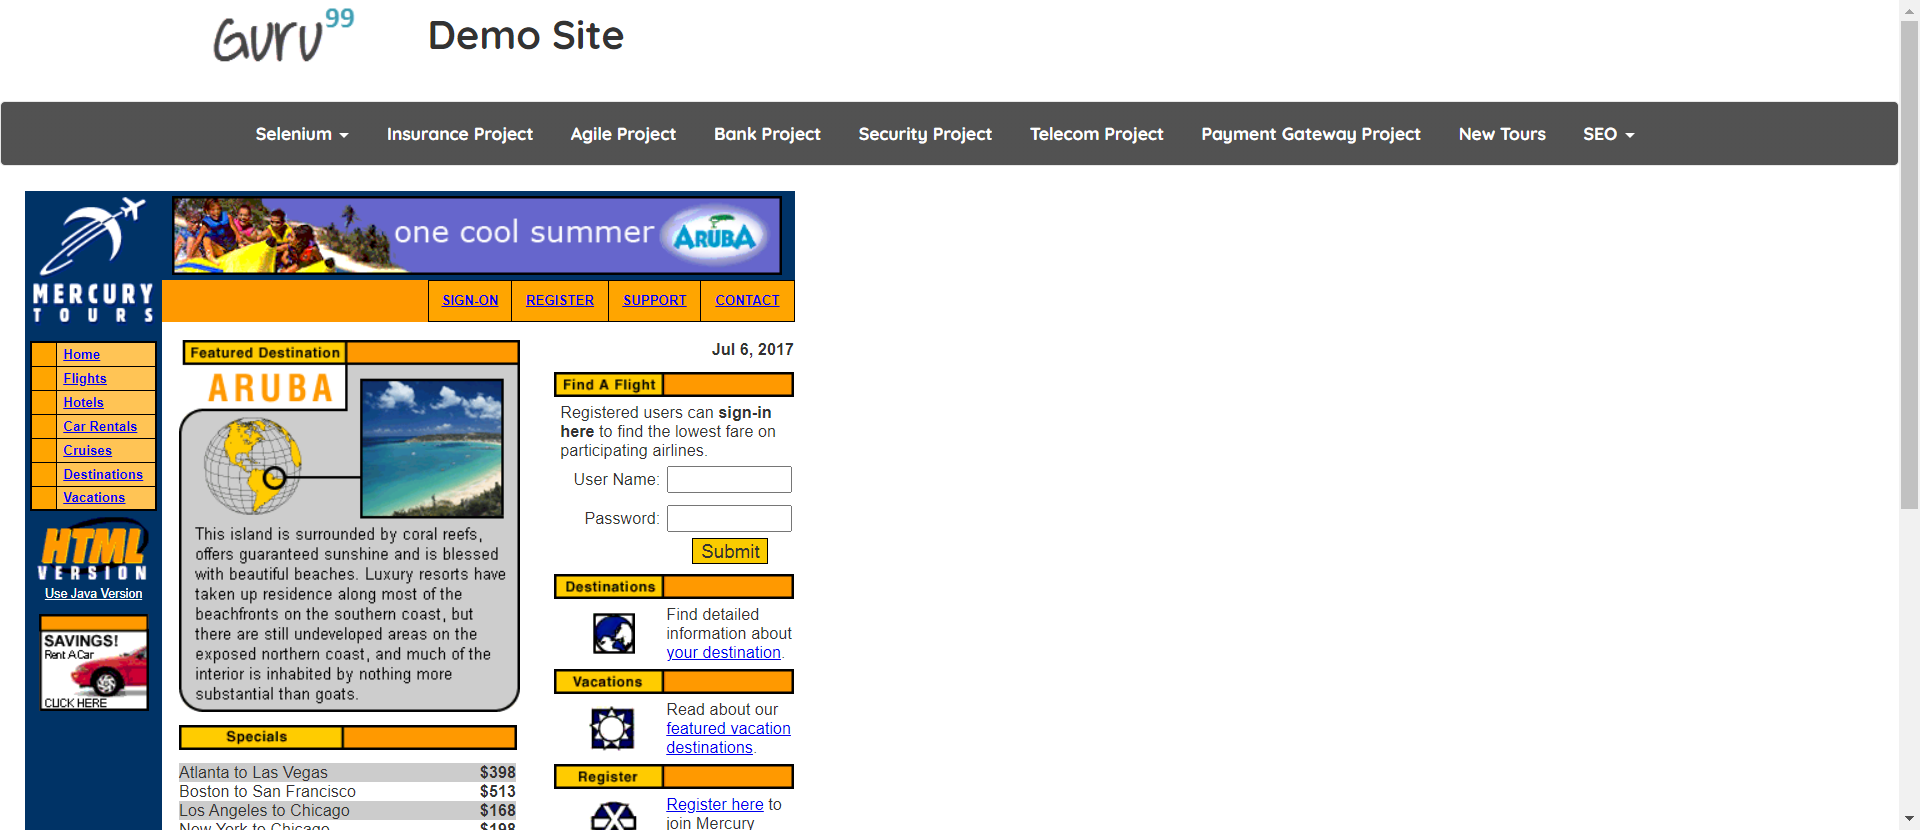 Guru99
Demo Site
Selenium
Insurance Project
Agile Project
Bank Project
Security Project
Telecom Project
Payment Gateway Project
New Tours
SEO
one cool summer
ARUBA
MERCURY
TOURS
SIGN-ON
REGISTER
SUPPORT
CONTACT
Home
Flights
Hotels
Car Rentals
Cruises
Destinations
Vacations
HTML
VERSION
Use Java Version
SAVINGS!
Rent A Car
CLICK HERE
Featured Destination
ARUBA
This island is surrounded by coral reefs,
offers guaranteed sunshine and is blessed
with beautiful beaches. Luxury resorts have
taken up residence along most of the
beachfronts on the southern coast, but
there are still undeveloped areas on the
exposed northern coast, and much of the
interior is inhabited by nothing more
substantial than goats.
Specials
Atlanta to Las Vegas $398
Boston to San Francisco $513
Los Angeles to Chicago $168
New York to Chicago $198
Jul 6, 2017
Find A Flight
Registered users can sign-in
here to find the lowest fare on
participating airlines.
User Name:
Password:
Submit
Destinations
Find detailed
information about
your destination.
Vacations
Read about our
featured vacation
destinations.
Register
Register here to
join Mercury